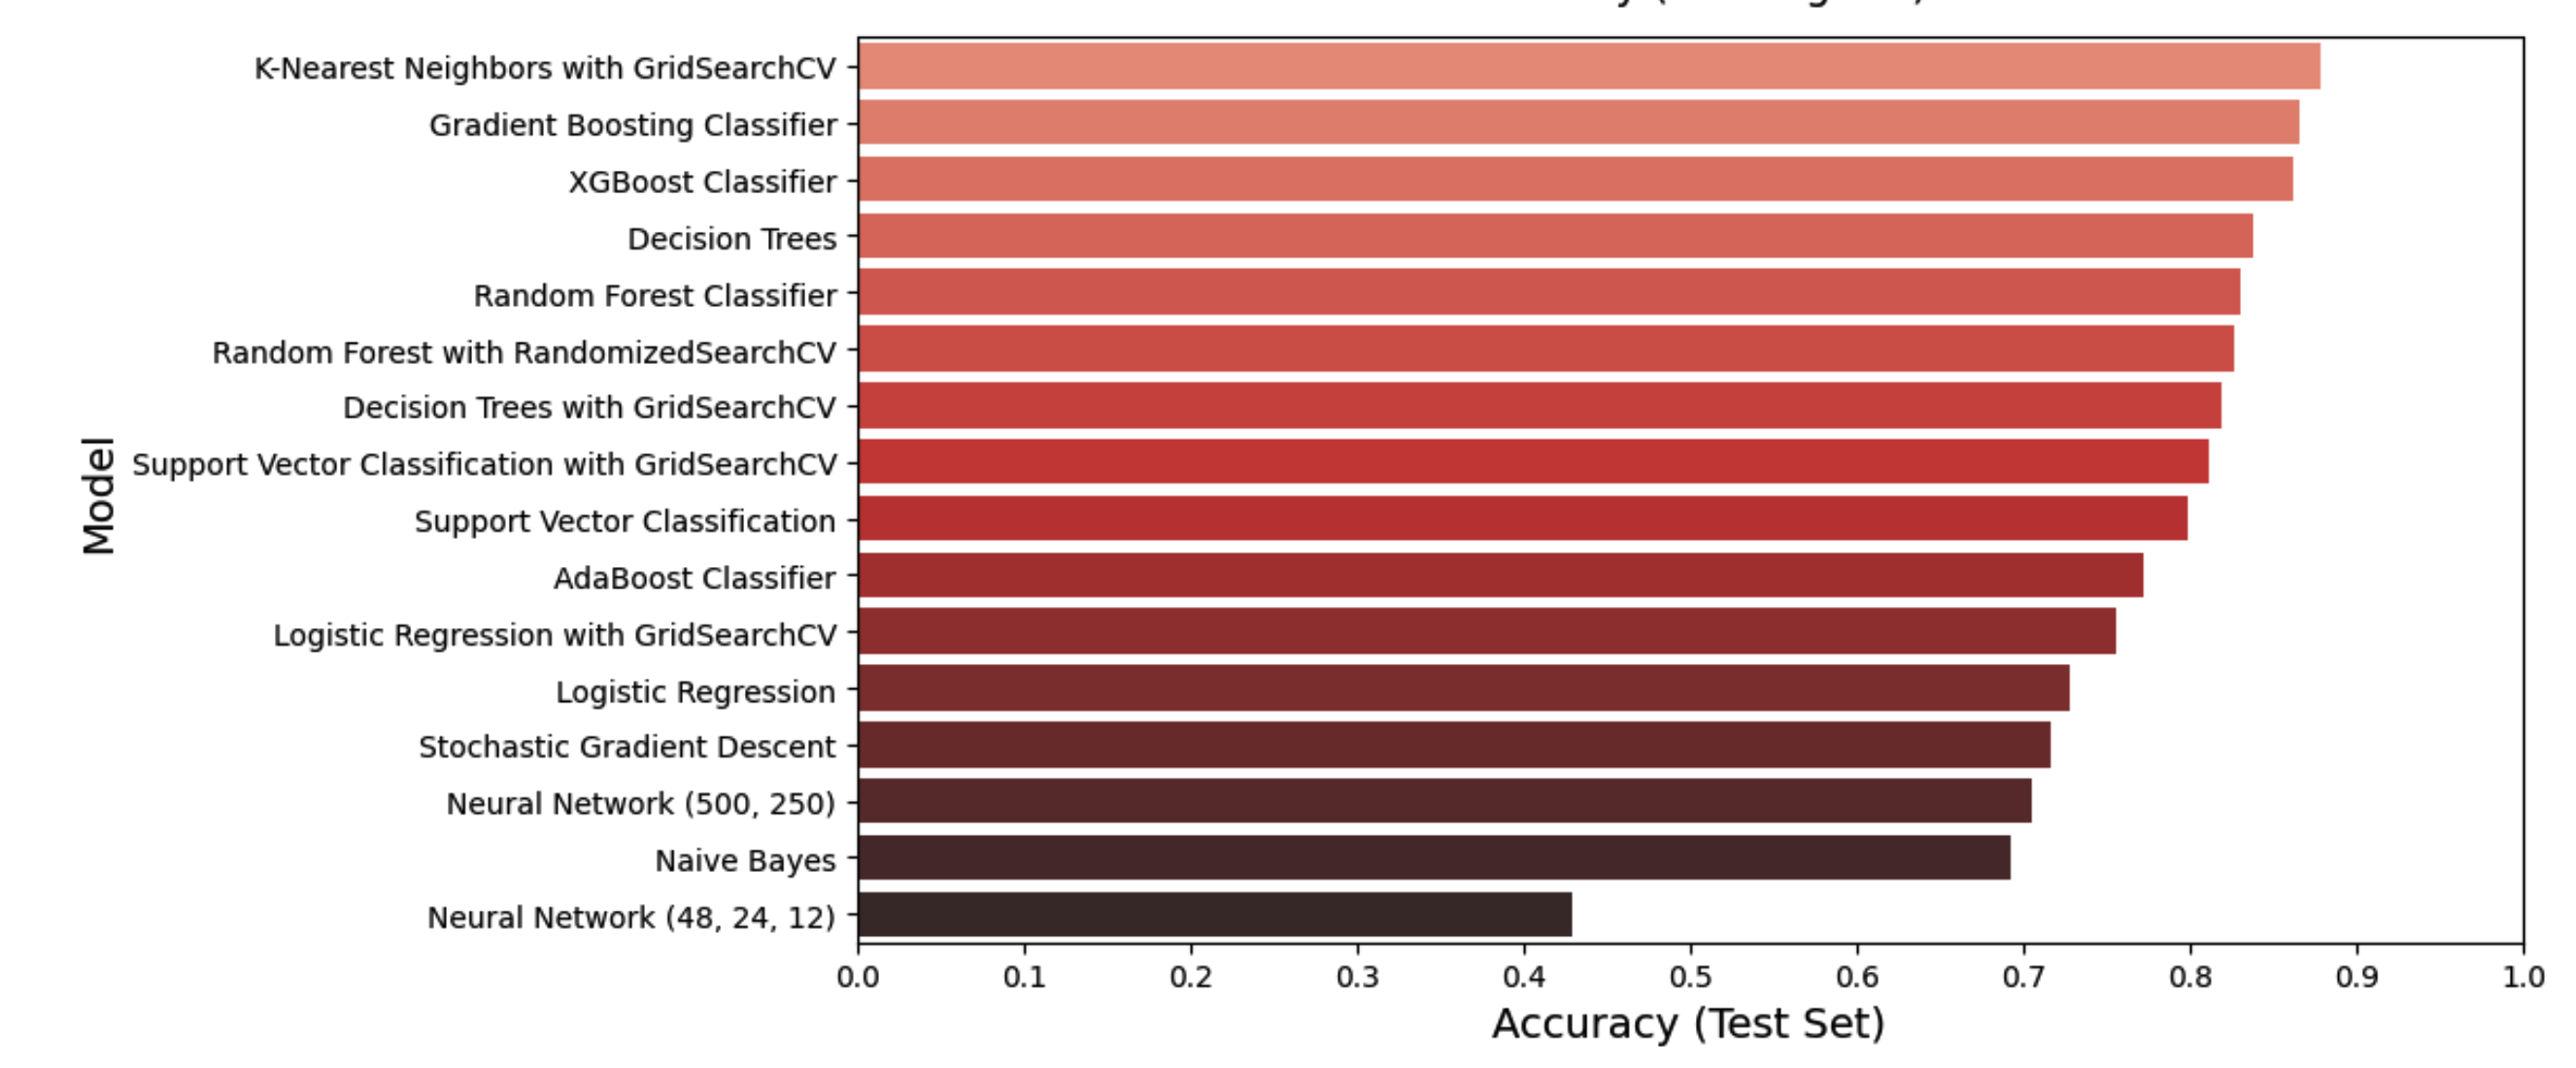 K-Nearest Neighbors with GridSearchCV
Gradient Boosting Classifier
XGBoost Classifier
Decision Trees
Random Forest Classifier
Random Forest with RandomizedSearchCV
Decision Trees with GridSearchCV
Support Vector Classification with GridSearchCV
Support Vector Classification
AdaBoost Classifier
Logistic Regression with GridSearchCV
Logistic Regression
Stochastic Gradient Descent
Neural Network (500, 250)
Naive Bayes
Neural Network (48, 24, 12)
Model
0.0 0.1 0.2 0.3 0.4 0.5 0.6 0.7 0.8 0.9 1.0
Accuracy (Test Set)